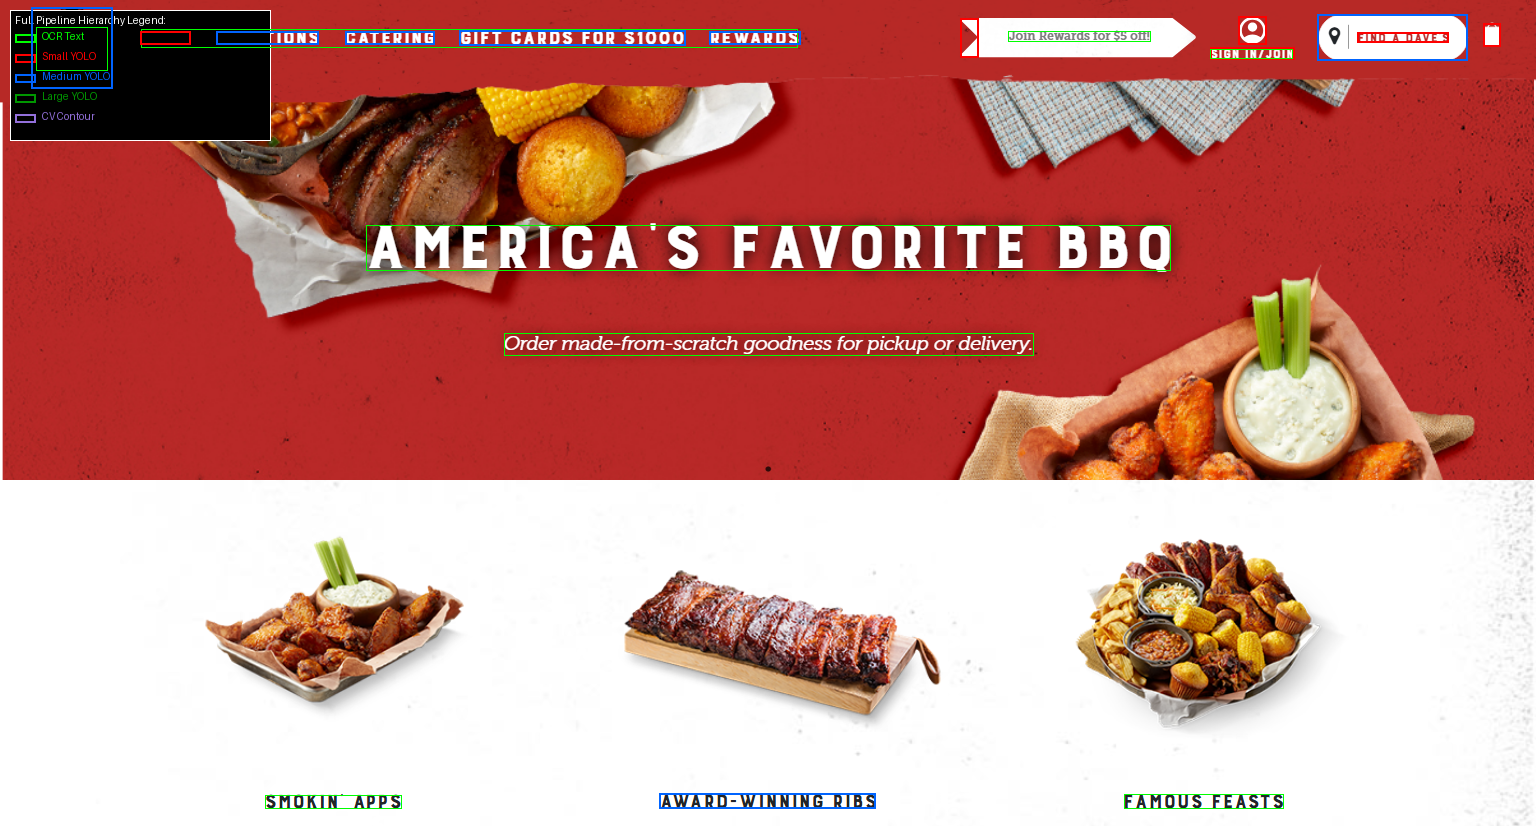 Full Pipeline Hierarchy Legend:
OCR Text
Small YOLO
Medium YOLO
Large YOLO
CV Contour
CATERING
GIFT CARDS FOR $1000
REWARDS
Join Rewards for $5 off!
SIGN IN/JOIN
FIND A DAVE'S
AMERICA'S FAVORITE BBQ
Order made-from-scratch goodness for pickup or delivery.
SMOKIN' APPS
AWARD-WINNING RIBS
FAMOUS FEASTS